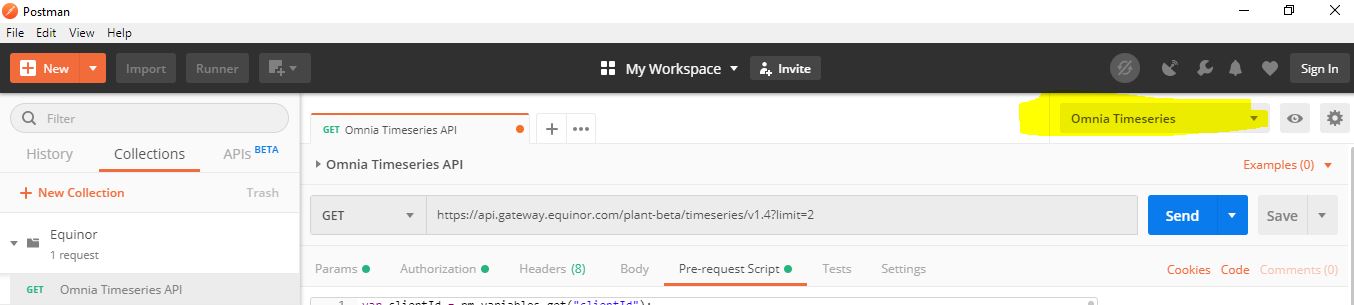 Postman
File Edit View Help
New Import Runner My Workspace Invite Sign In
Filter
GET Omnia Timeseries API
Omnia Timeseries
History Collections APIs BETA
Omnia Timeseries API
Examples (0)
New Collection Trash
GET https://api.gateway.equinor.com/plant-beta/timeseries/v1.4?limit=2 Send Save
Equinor
1 request
Params Authorization Headers (8) Body Pre-request Script Tests Settings Cookies Code Comments (0)
GET Omnia Timeseries API
1 var clientId = pm.variables.get("clientId");